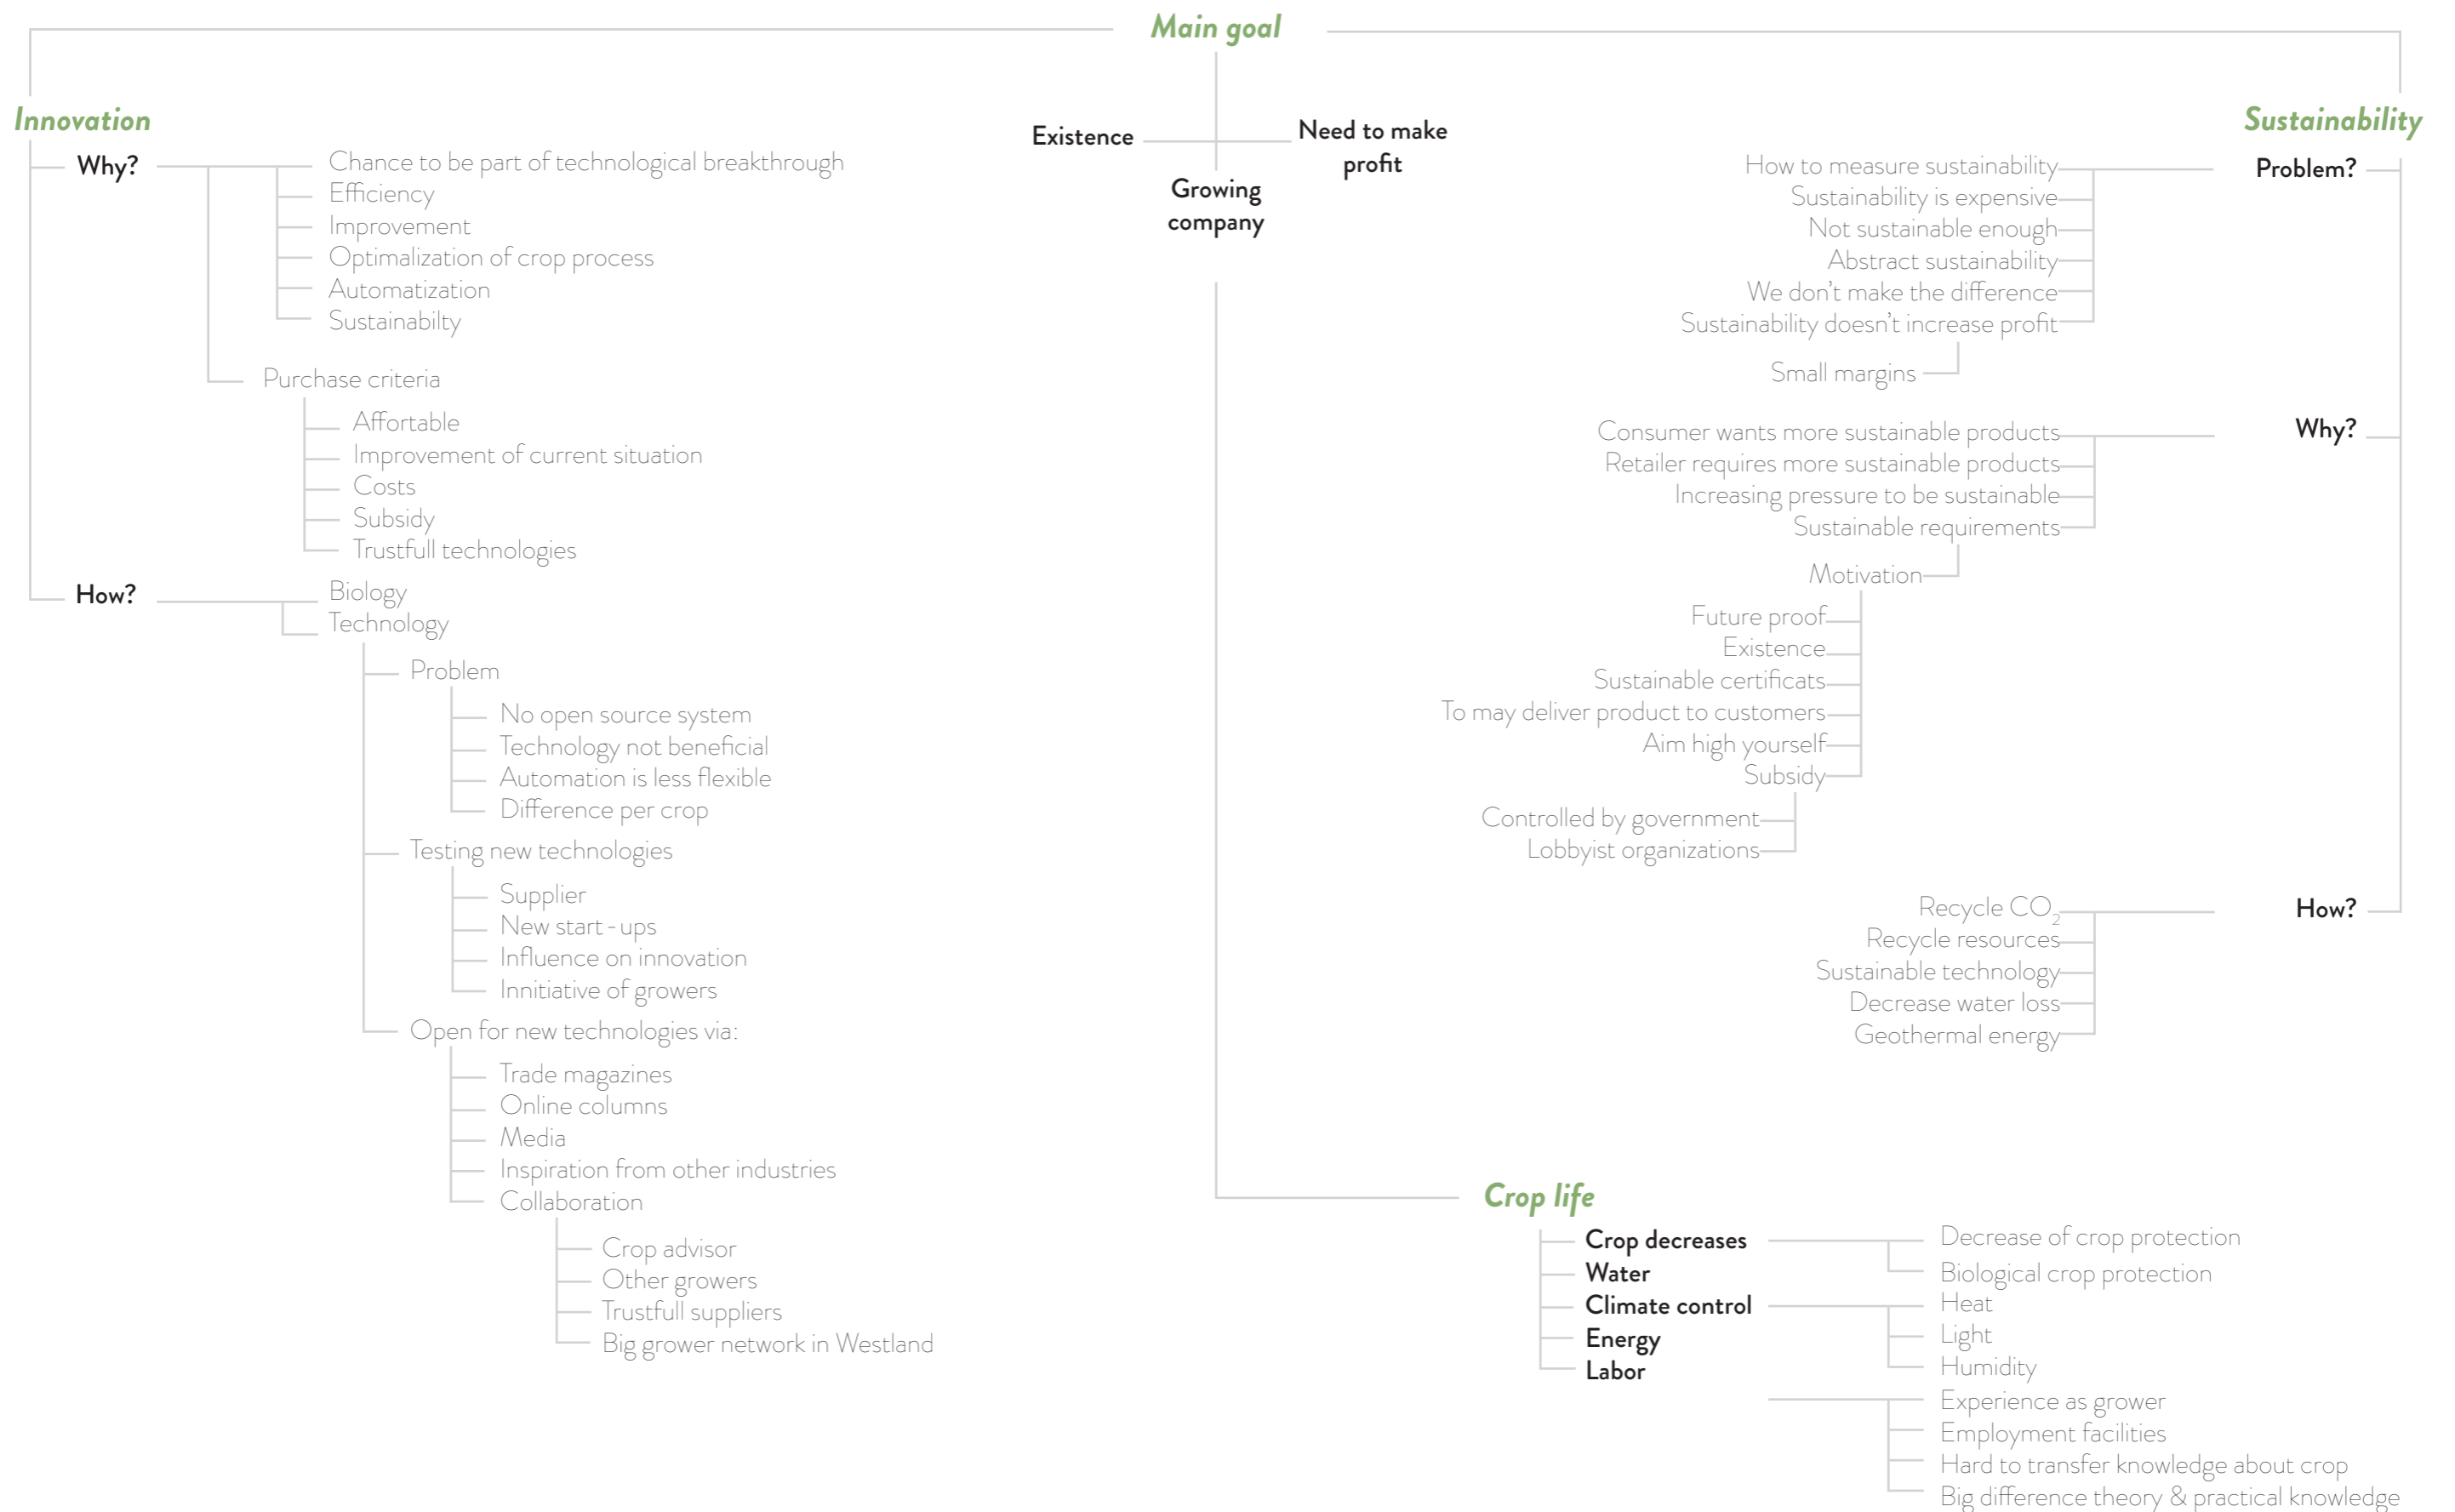 Main goal
Existence
Need to make
profit
Growing
company
Innovation
Why?
Chance to be part of technological breakthrough
Efficiency
Improvement
Optimalization of crop process
Automatization
Sustainabilty
Purchase criteria
Affortable
Improvement of current situation
Costs
Subsidy
Trustfull technologies
How?
Biology
Technology
Problem
No open source system
Technology not beneficial
Automation is less flexible
Difference per crop
Testing new technologies
Supplier
New start-ups
Influence on innovation
Innitiative of growers
Open for new technologies via:
Trade magazines
Online columns
Media
Inspiration from other industries
Collaboration
Crop advisor
Other growers
Trustfull suppliers
Big grower network in Westland
Sustainability
Problem?
How to measure sustainability
Sustainability is expensive
Not sustainable enough
Abstract sustainability
We don't make the difference
Sustainability doesn't increase profit
Small margins
Why?
Consumer wants more sustainable products
Retailer requires more sustainable products
Increasing pressure to be sustainable
Sustainable requirements
Motivation
Future proof
Existence
Sustainable certificats
To may deliver product to customers
Aim high yourself
Subsidy
Controlled by government
Lobbyist organizations
How?
Recycle CO₂
Recycle resources
Sustainable technology
Decrease water loss
Geothermal energy
Crop life
Crop decreases
Decrease of crop protection
Biological crop protection
Water
Climate control
Heat
Light
Humidity
Energy
Labor
Experience as grower
Employment facilities
Hard to transfer knowledge about crop
Big difference theory & practical knowledge